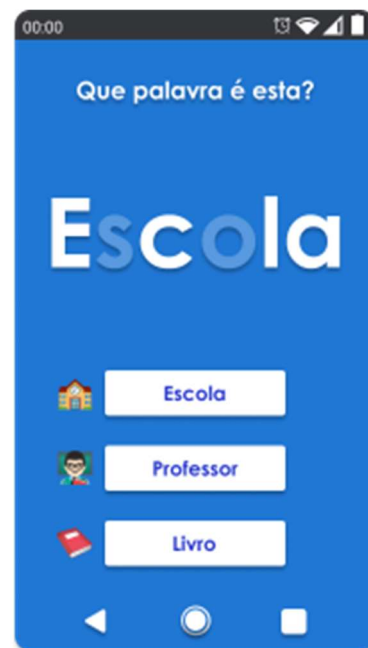 00:00
Que palavra é esta?
Escola
Escola
Professor
Livro